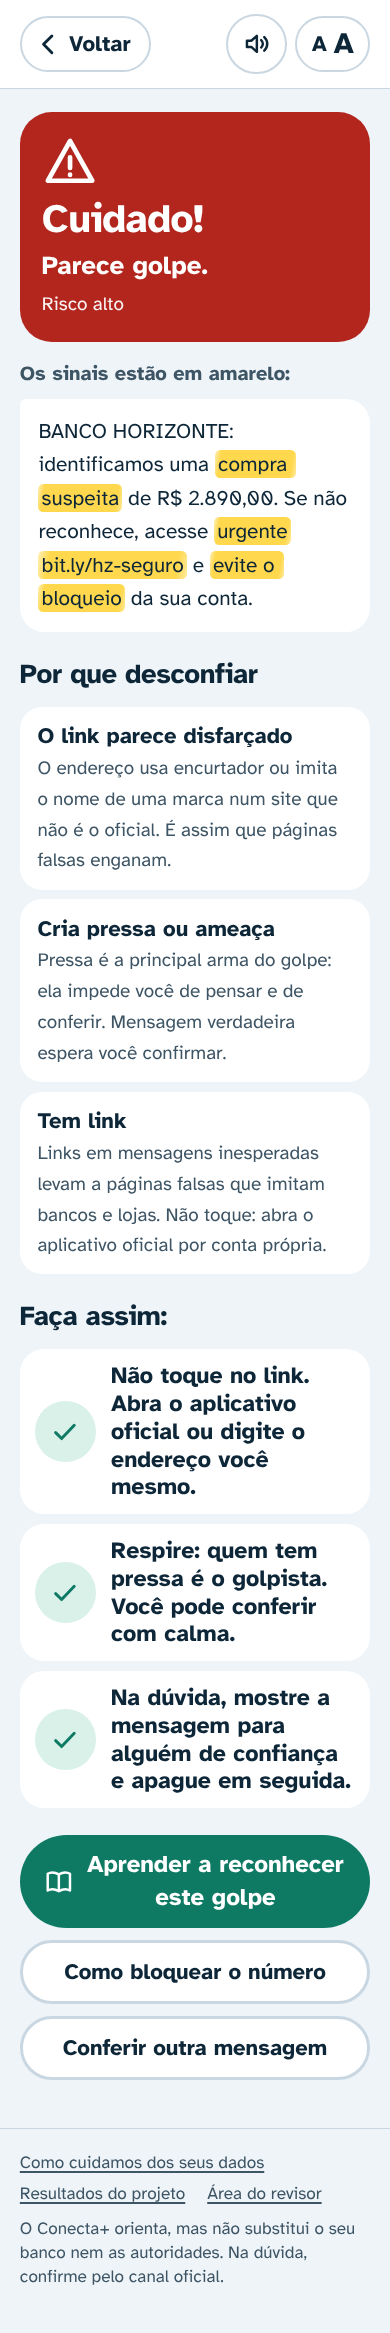 Voltar
A A
Cuidado!
Parece golpe.
Risco alto
Os sinais estão em amarelo:
BANCO HORIZONTE:
identificamos uma compra
suspeita de R$ 2.890,00. Se não
reconhece, acesse urgente
bit.ly/hz-seguro e evite o
bloqueio da sua conta.
Por que desconfiar
O link parece disfarçado
O endereço usa encurtador ou imita
o nome de uma marca num site que
não é o oficial. É assim que páginas
falsas enganam.
Cria pressa ou ameaça
Pressa é a principal arma do golpe:
ela impede você de pensar e de
conferir. Mensagem verdadeira
espera você confirmar.
Tem link
Links em mensagens inesperadas
levam a páginas falsas que imitam
bancos e lojas. Não toque: abra o
aplicativo oficial por conta própria.
Faça assim:
Não toque no link.
Abra o aplicativo
oficial ou digite o
endereço você
mesmo.
Respire: quem tem
pressa é o golpista.
Você pode conferir
com calma.
Na dúvida, mostre a
mensagem para
alguém de confiança
e apague em seguida.
Aprender a reconhecer
este golpe
Como bloquear o número
Conferir outra mensagem
Como cuidamos dos seus dados
Resultados do projeto Área do revisor
O Conecta+ orienta, mas não substitui o seu
banco nem as autoridades. Na dúvida,
confirme pelo canal oficial.